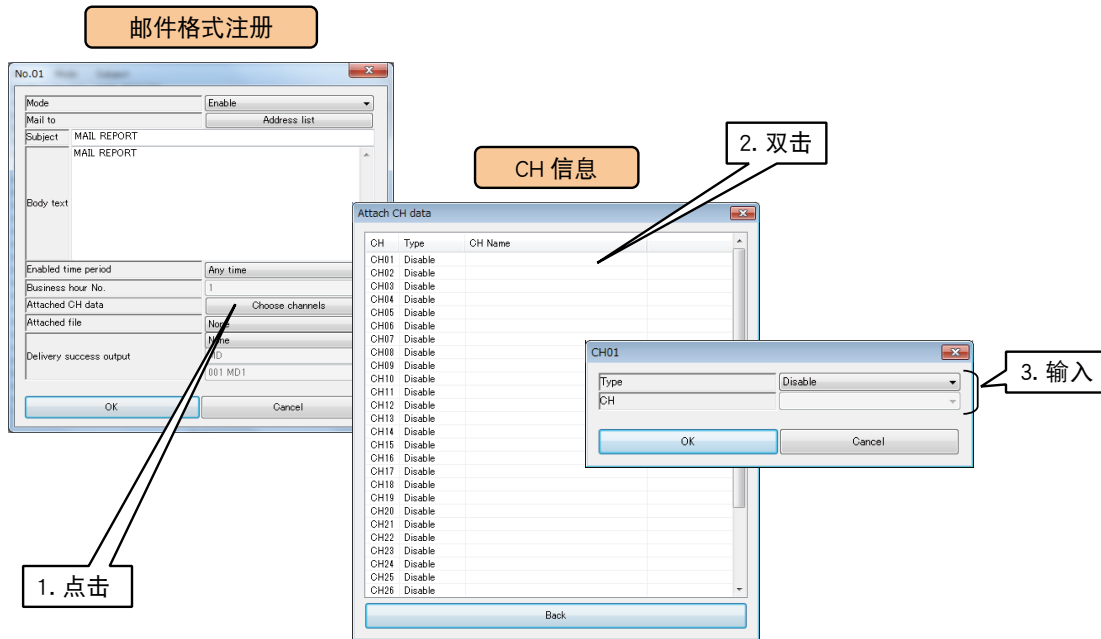 邮件格式注册
No.01
Mode
Enable
Mail to
Address list
Subject
MAIL REPORT
Body text
MAIL REPORT
Enabled time period
Any time
Business hour No.
1
Attached CH data
Choose channels
Attached file
None
Delivery success output
None
MD
001 MD1
OK
Cancel
1. 点击
CH 信息
2. 双击
Attach CH data
CH Type CH Name
CH01 Disable
CH02 Disable
CH03 Disable
CH04 Disable
CH05 Disable
CH06 Disable
CH07 Disable
CH08 Disable
CH09 Disable
CH10 Disable
CH11 Disable
CH12 Disable
CH13 Disable
CH14 Disable
CH15 Disable
CH16 Disable
CH17 Disable
CH18 Disable
CH19 Disable
CH20 Disable
CH21 Disable
CH22 Disable
CH23 Disable
CH24 Disable
CH25 Disable
CH26 Disable
Back
CH01
Type
Disable
CH
OK
Cancel
3. 输入